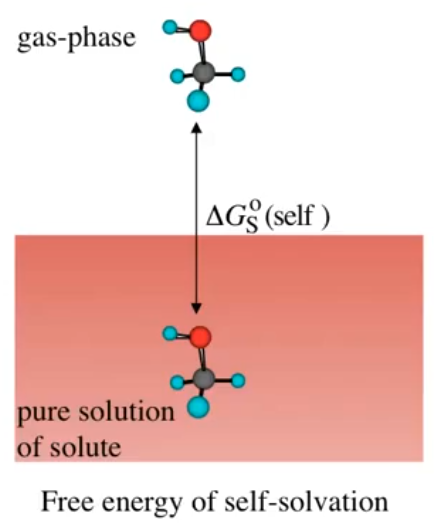 gas-phase
ΔG°S (self )
pure solution
of solute
Free energy of self-solvation